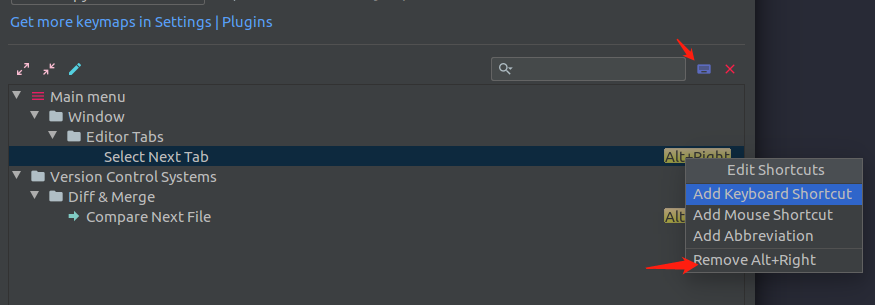 Get more keymaps in Settings | Plugins
Main menu
Window
Editor Tabs
Select Next Tab
Alt+Right
Edit Shortcuts
Version Control Systems
Add Keyboard Shortcut
Diff & Merge
Compare Next File
Alt
Add Mouse Shortcut
Add Abbreviation
Remove Alt+Right